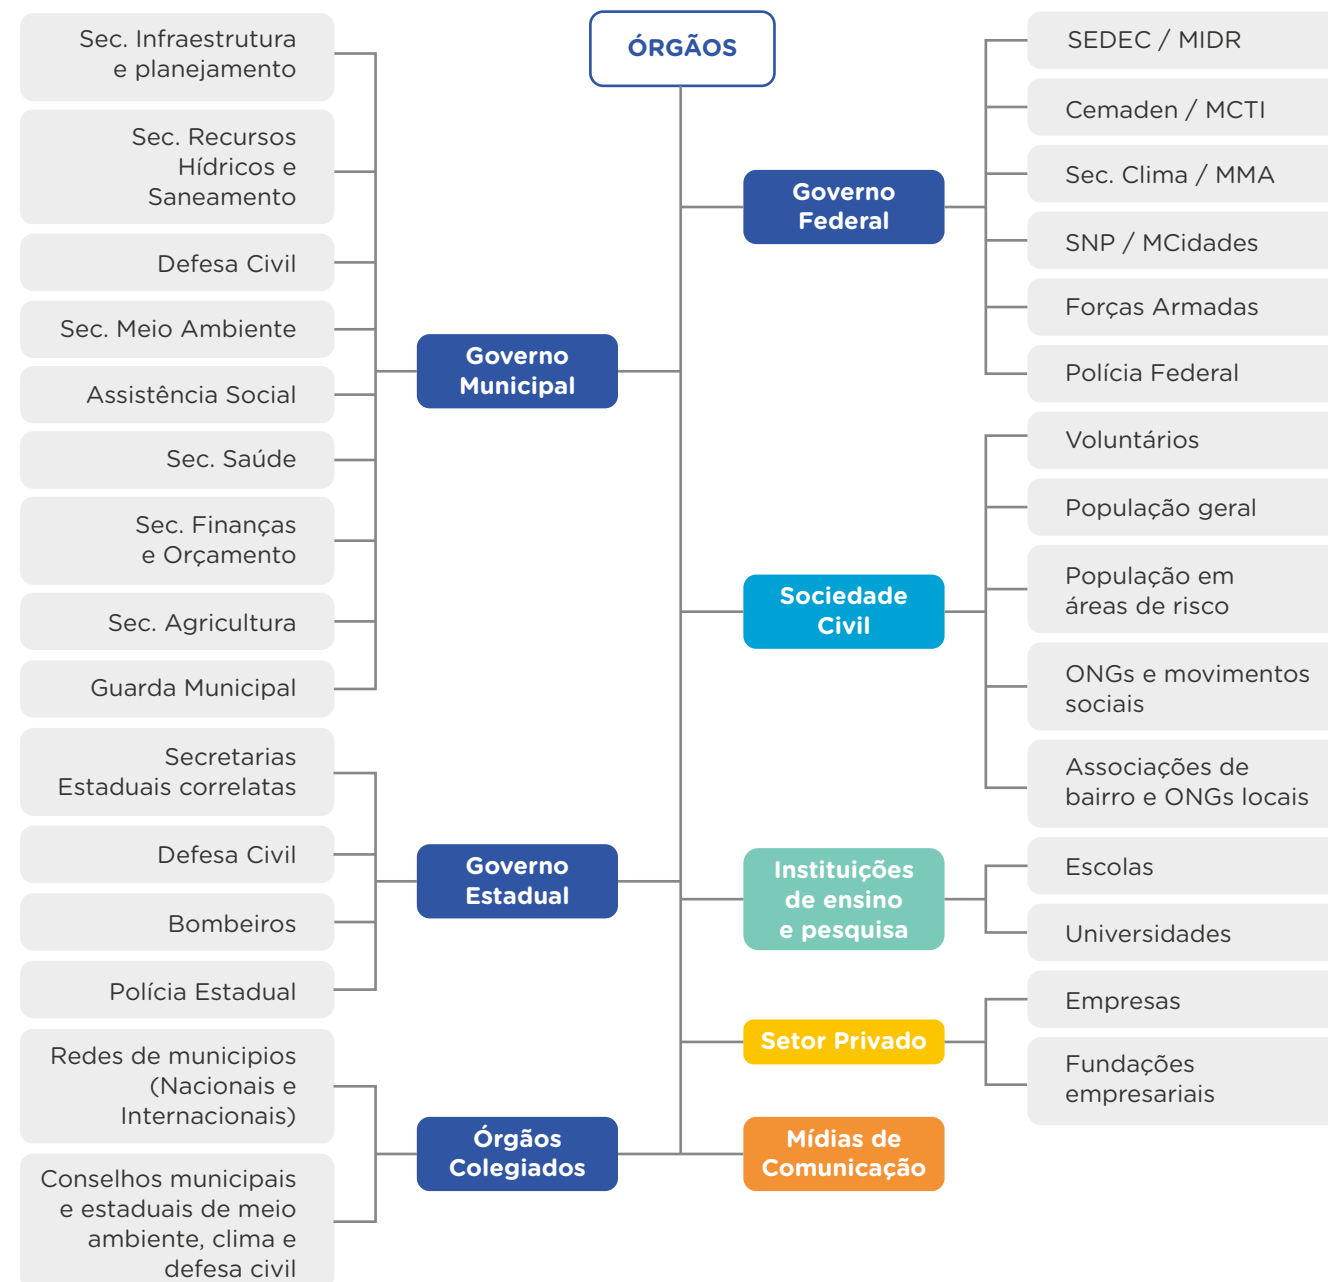 ÓRGÃOS
Sec. Infraestrutura
e planejamento
Sec. Recursos
Hídricos e
Saneamento
Defesa Civil
Sec. Meio Ambiente
Assistência Social
Sec. Saúde
Sec. Finanças
e Orçamento
Sec. Agricultura
Guarda Municipal
Governo
Municipal
Secretarias
Estaduais correlatas
Defesa Civil
Bombeiros
Polícia Estadual
Governo
Estadual
Redes de municipios
(Nacionais e
Internacionais)
Conselhos municipais
e estaduais de meio
ambiente, clima e
defesa civil
Órgãos
Colegiados
Governo
Federal
SEDEC / MIDR
Cemaden / MCTI
Sec. Clima / MMA
SNP / MCidades
Forças Armadas
Polícia Federal
Sociedade
Civil
Voluntários
População geral
População em
áreas de risco
ONGs e movimentos
sociais
Associações de
bairro e ONGs locais
Instituições
de ensino
e pesquisa
Escolas
Universidades
Setor Privado
Empresas
Fundações
empresariais
Mídias de
Comunicação